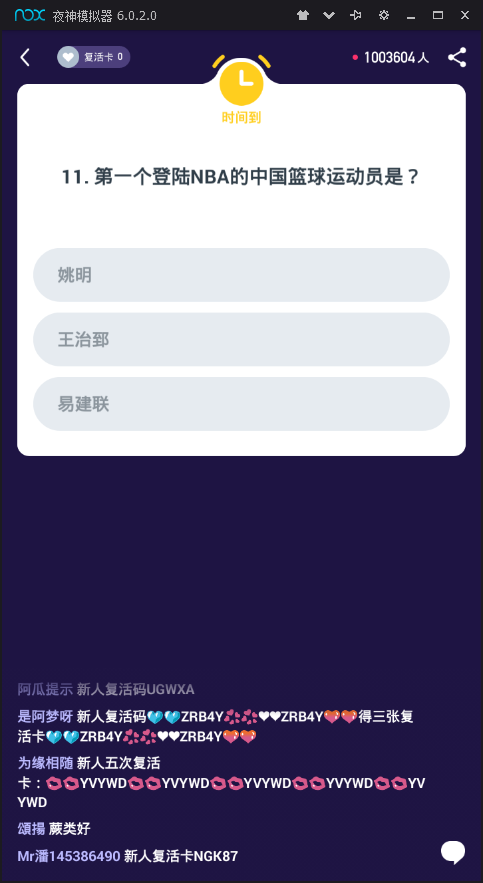 nox 夜神模拟器 6.0.2.0
复活卡 0
1003604 人
时间到
11. 第一个登陆NBA的中国篮球运动员是？
姚明
王治郅
易建联
阿瓜提示 新人复活码UGWXA
是阿梦呀 新人复活码💙💙ZRB4Y💞💞❤❤ZRB4Y💝💝得三张复
活卡💙💙ZRB4Y💞💞❤❤ZRB4Y💝💝
为缘相随 新人五次复活
卡：💋💋YVYWD💋💋YVYWD💋💋YVYWD💋💋YVYWD💋💋YV
YWD
頌揚 蕨类好
Mr潘145386490 新人复活卡NGK87